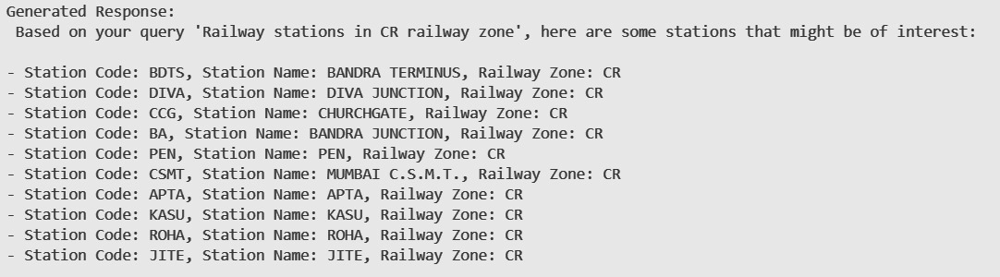 Generated Response:
Based on your query 'Railway stations in CR railway zone', here are some stations that might be of interest:
- Station Code: BDTS, Station Name: BANDRA TERMINUS, Railway Zone: CR
- Station Code: DIVA, Station Name: DIVA JUNCTION, Railway Zone: CR
- Station Code: CCG, Station Name: CHURCHGATE, Railway Zone: CR
- Station Code: BA, Station Name: BANDRA JUNCTION, Railway Zone: CR
- Station Code: PEN, Station Name: PEN, Railway Zone: CR
- Station Code: CSMT, Station Name: MUMBAI C.S.M.T., Railway Zone: CR
- Station Code: APTA, Station Name: APTA, Railway Zone: CR
- Station Code: KASU, Station Name: KASU, Railway Zone: CR
- Station Code: ROHA, Station Name: ROHA, Railway Zone: CR
- Station Code: JITE, Station Name: JITE, Railway Zone: CR